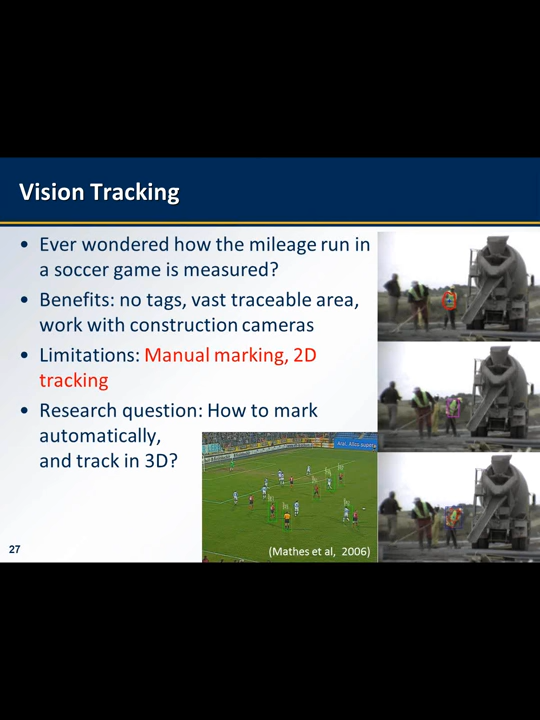 Vision Tracking
• Ever wondered how the mileage run in
a soccer game is measured?
• Benefits: no tags, vast traceable area,
work with construction cameras
• Limitations: Manual marking, 2D
tracking
• Research question: How to mark
automatically,
and track in 3D?
(Mathes et al, 2006)
27